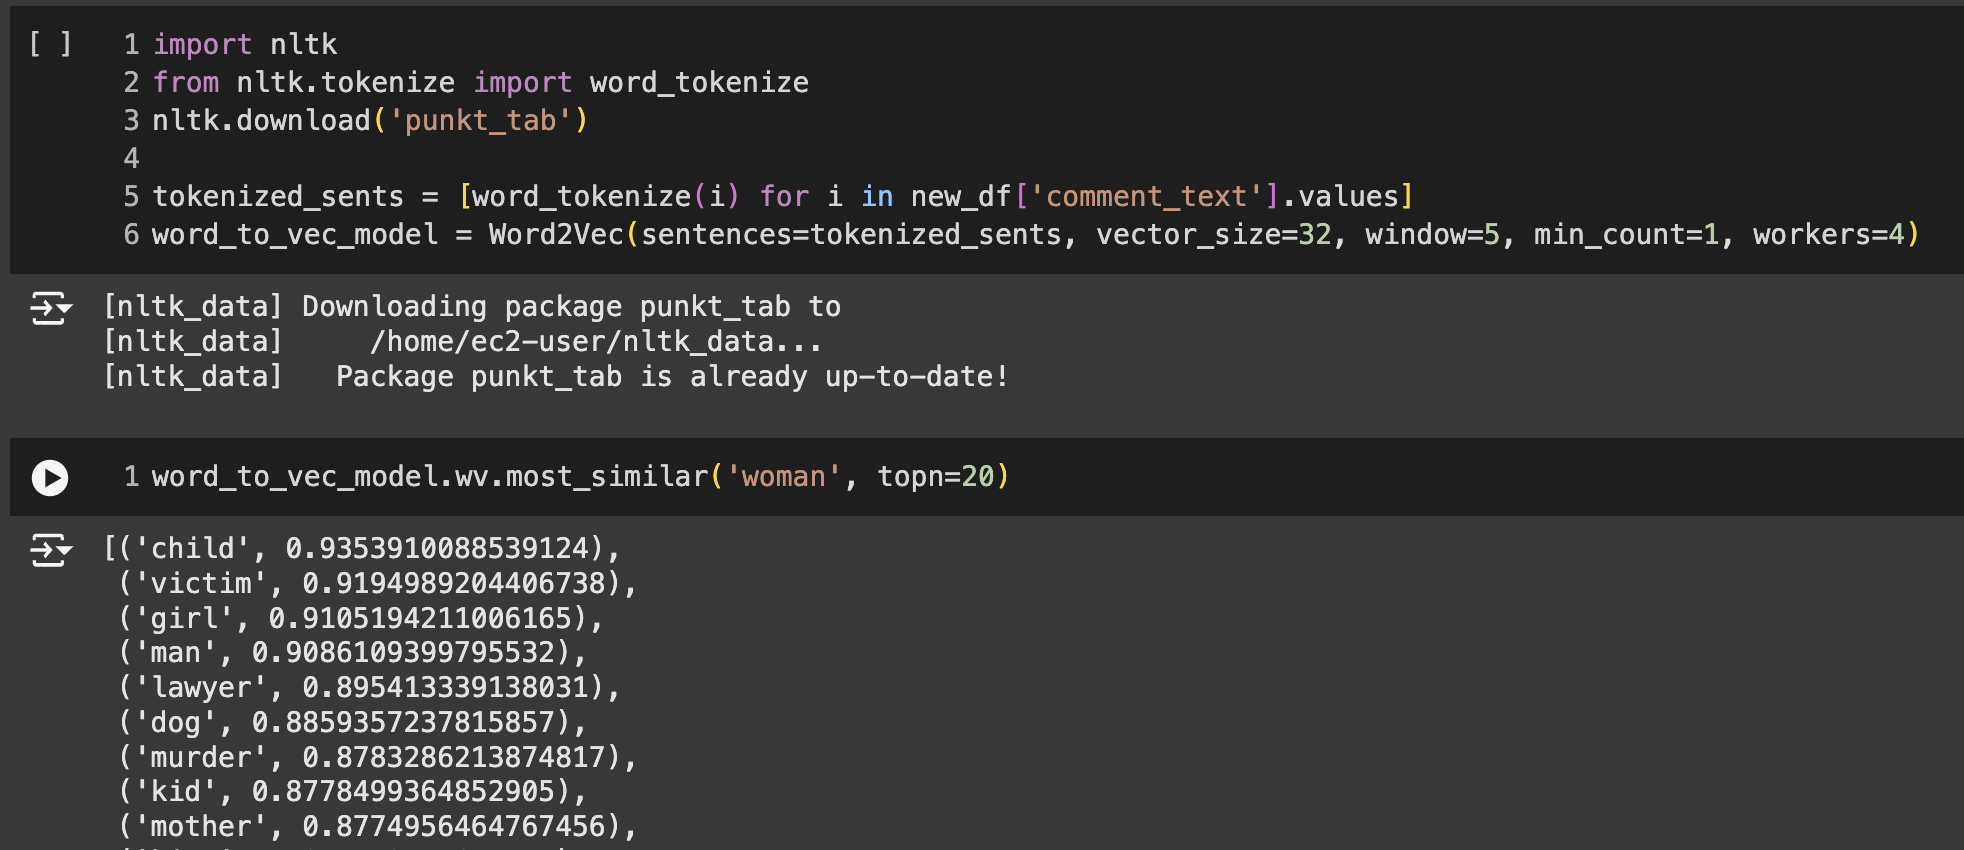 [ ] 1 import nltk
2 from nltk.tokenize import word_tokenize
3 nltk.download('punkt_tab')
4
5 tokenized_sents = [word_tokenize(i) for i in new_df['comment_text'].values]
6 word_to_vec_model = Word2Vec(sentences=tokenized_sents, vector_size=32, window=5, min_count=1, workers=4)
[nltk_data] Downloading package punkt_tab to
[nltk_data]     /home/ec2-user/nltk_data...
[nltk_data]   Package punkt_tab is already up-to-date!
1 word_to_vec_model.wv.most_similar('woman', topn=20)
[('child', 0.9353910088539124),
('victim', 0.9194989204406738),
('girl', 0.9105194211006165),
('man', 0.9086109399795532),
('lawyer', 0.895413339138031),
('dog', 0.8859357237815857),
('murder', 0.8783286213874817),
('kid', 0.8778499364852905),
('mother', 0.8774956464767456),